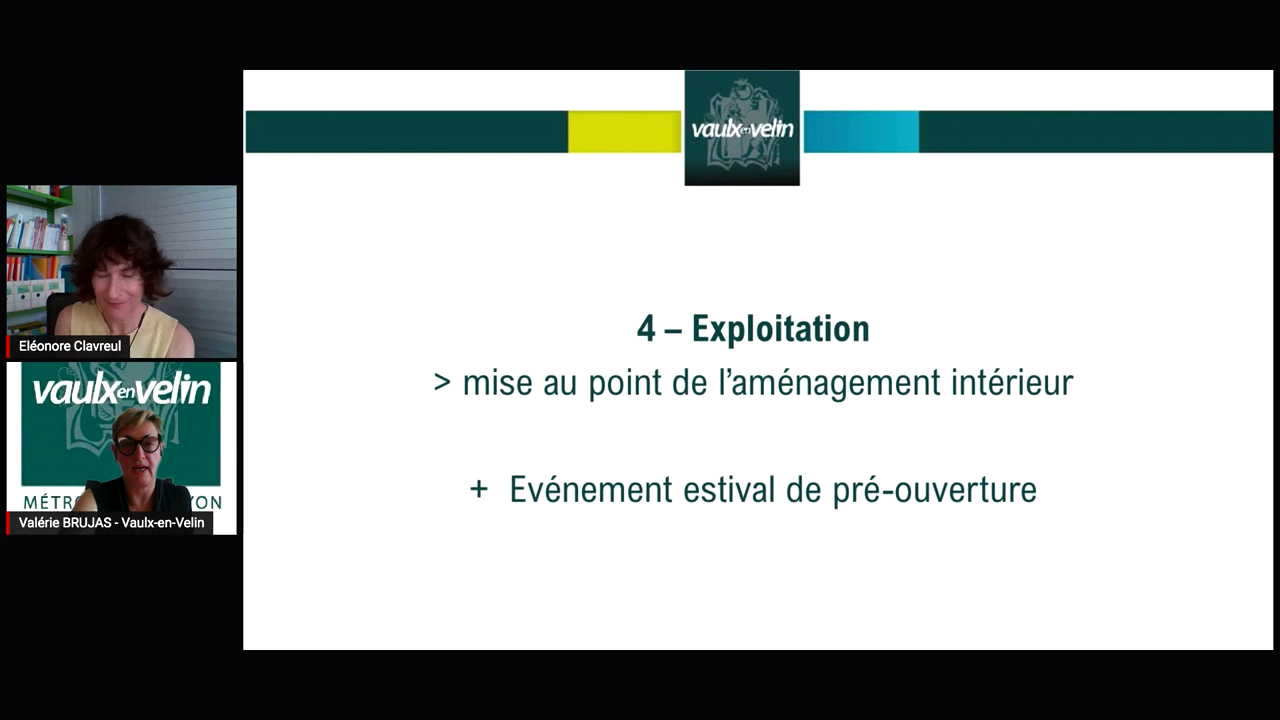 vaulx en velin
4 – Exploitation
> mise au point de l'aménagement intérieur
+ Evénement estival de pré-ouverture
Eléonore Clavreul
vaulx en velin
MÉTR
YON
Valérie BRUJAS - Vaulx-en-Velin